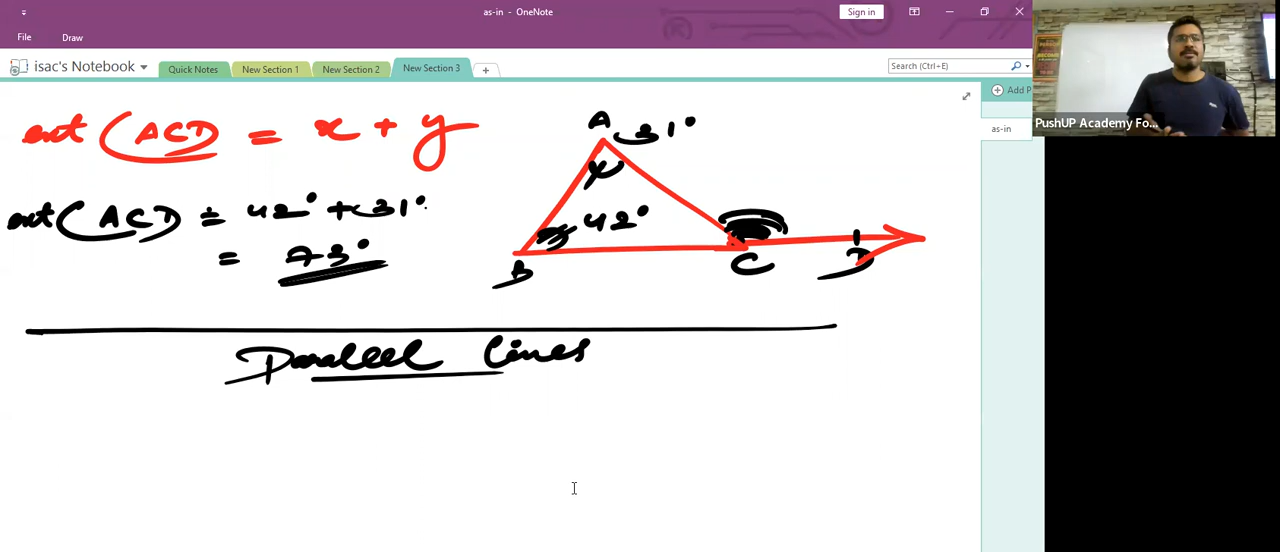 as-in - OneNote
Sign in
File
Draw
isac's Notebook
Quick Notes
New Section 1
New Section 2
New Section 3
Search (Ctrl+E)
Add P
as-in
PushUP Academy Fo...
ext (ACD = x + y
A 31°
ext (ACD = 42° + 31°
= 73°
42°
B
C
D
Parallel lines